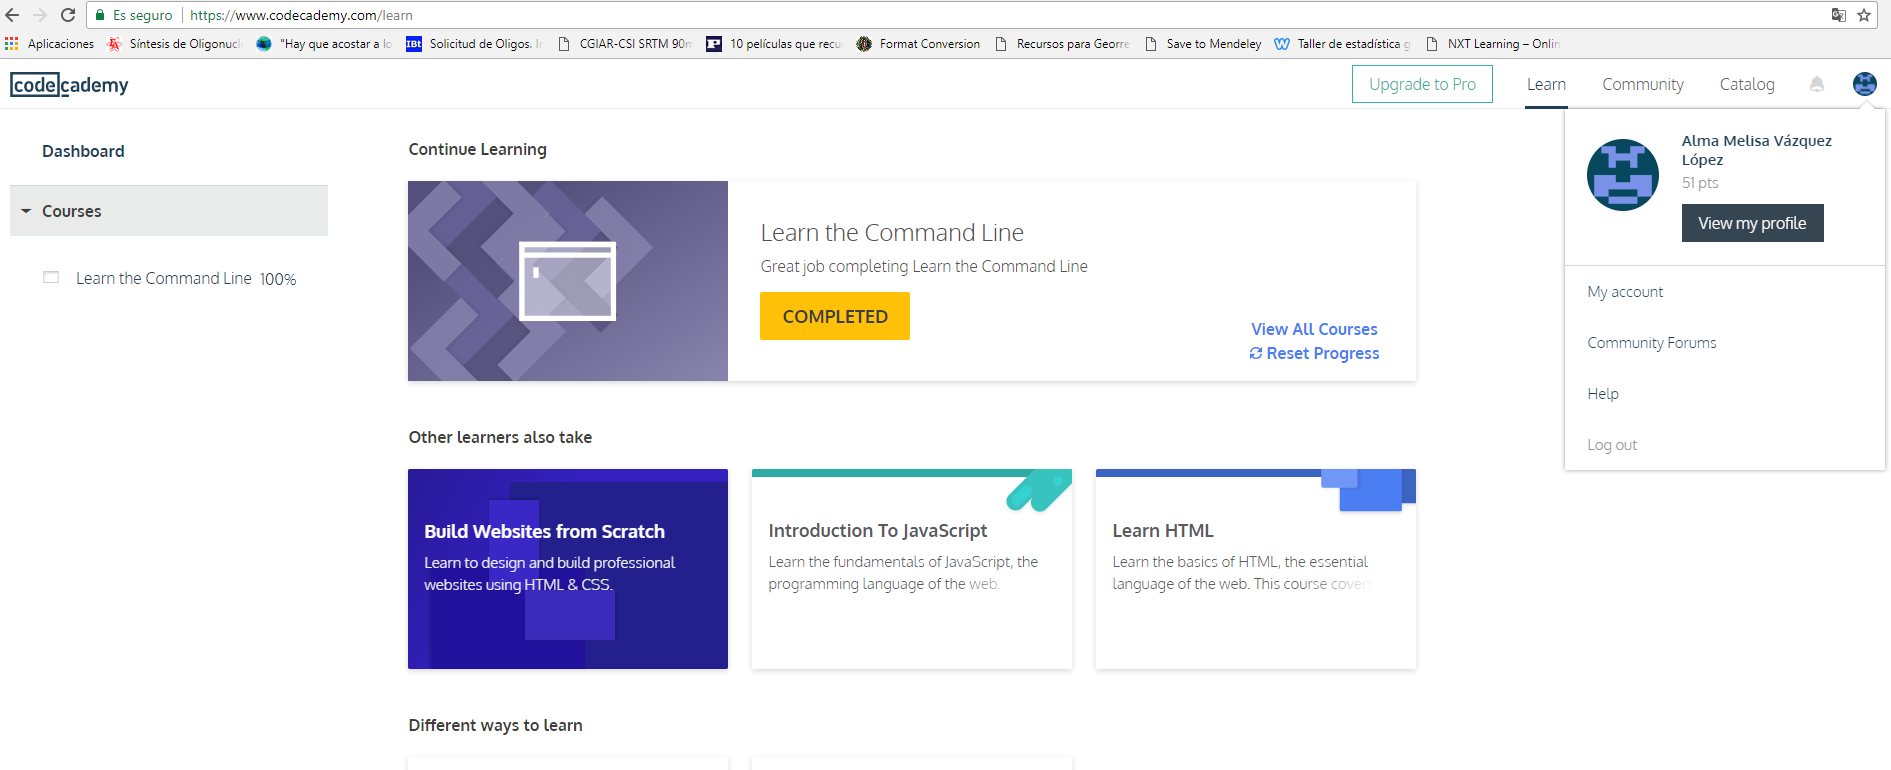 Es seguro https://www.codecademy.com/learn
Aplicaciones Síntesis de Oligonucl "Hay que acostar a lo Solicitud de Oligos. In CGIAR-CSI SRTM 90m 10 películas que recu Format Conversion Recursos para Georre Save to Mendeley Taller de estadística g NXT Learning – Onlin
codecademy Upgrade to Pro Learn Community Catalog
Dashboard
Courses
Learn the Command Line 100%
Continue Learning
Learn the Command Line
Great job completing Learn the Command Line
COMPLETED
View All Courses
Reset Progress
Alma Melisa Vázquez
López
51 pts
View my profile
My account
Community Forums
Help
Log out
Other learners also take
Build Websites from Scratch
Learn to design and build professional
websites using HTML & CSS.
Introduction To JavaScript
Learn the fundamentals of JavaScript, the
programming language of the web.
Learn HTML
Learn the basics of HTML, the essential
language of the web. This course covers
Different ways to learn